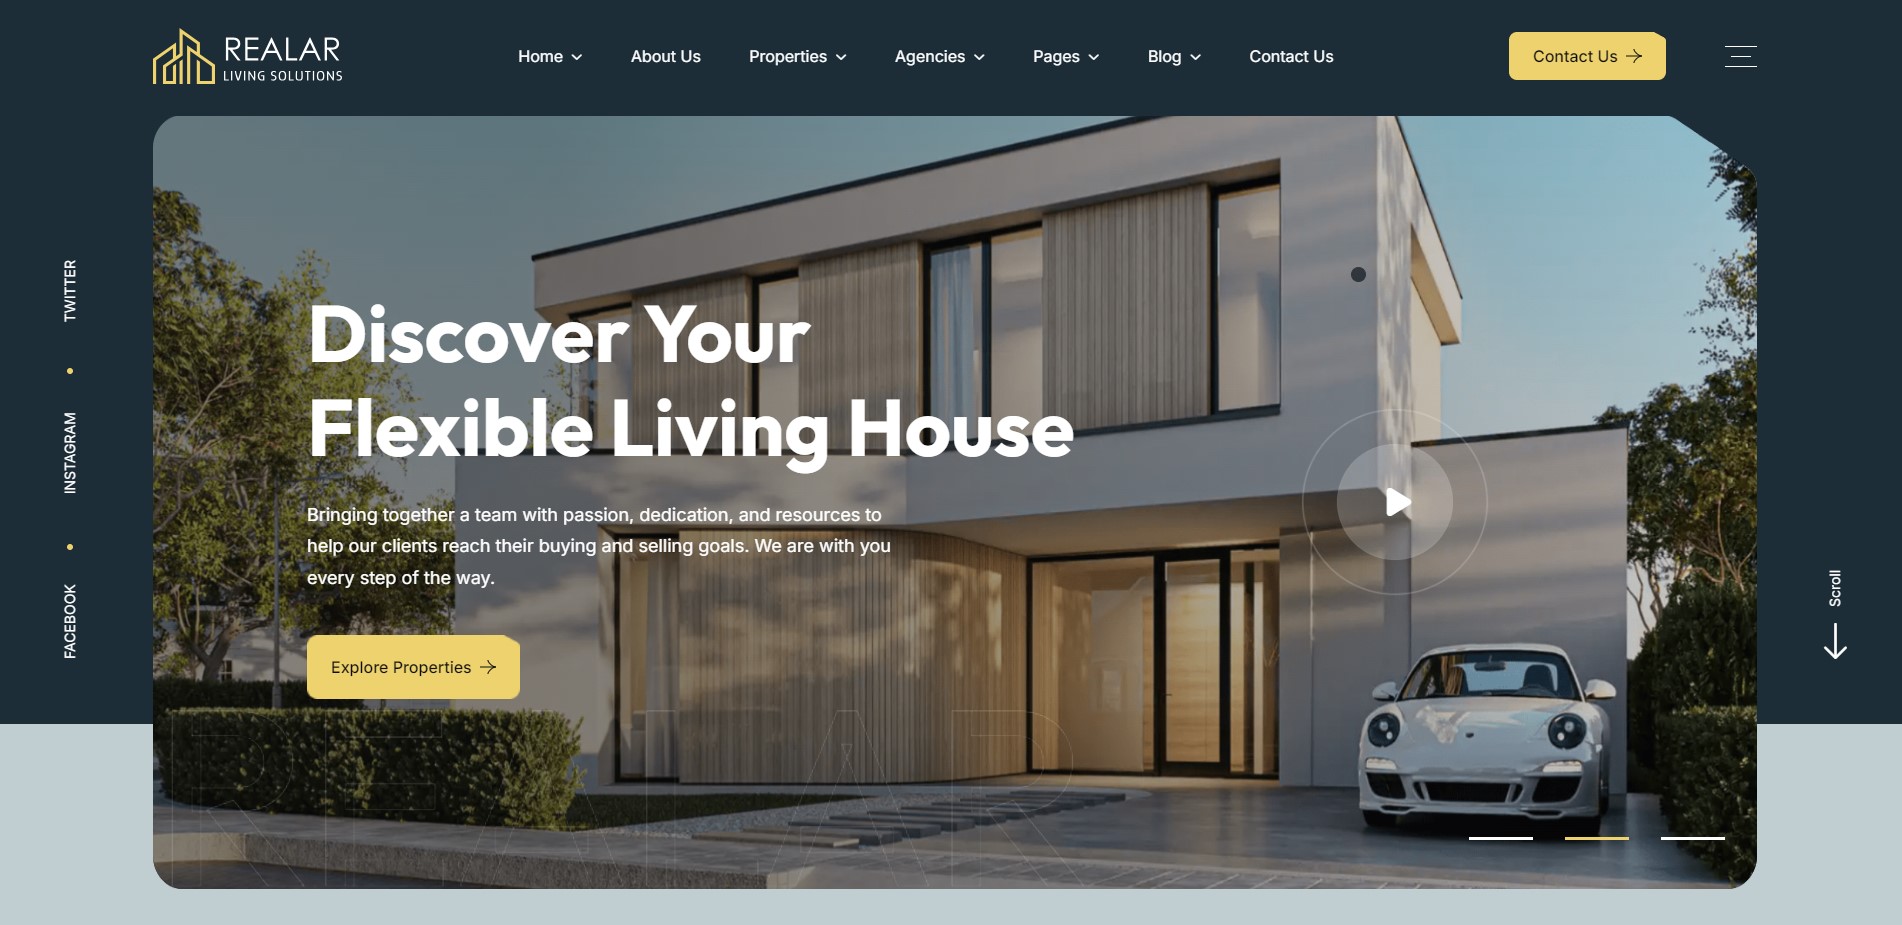 REALAR
LIVING SOLUTIONS
Home
About Us
Properties
Agencies
Pages
Blog
Contact Us
Contact Us
TWITTER
INSTAGRAM
FACEBOOK
Discover Your
Flexible Living House
Bringing together a team with passion, dedication, and resources to
help our clients reach their buying and selling goals. We are with you
every step of the way.
Explore Properties
Scroll
REALAR